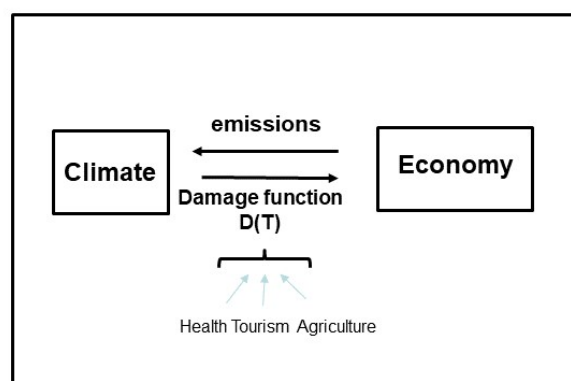 emissions
Climate
Economy
Damage function
D(T)
Health Tourism Agriculture